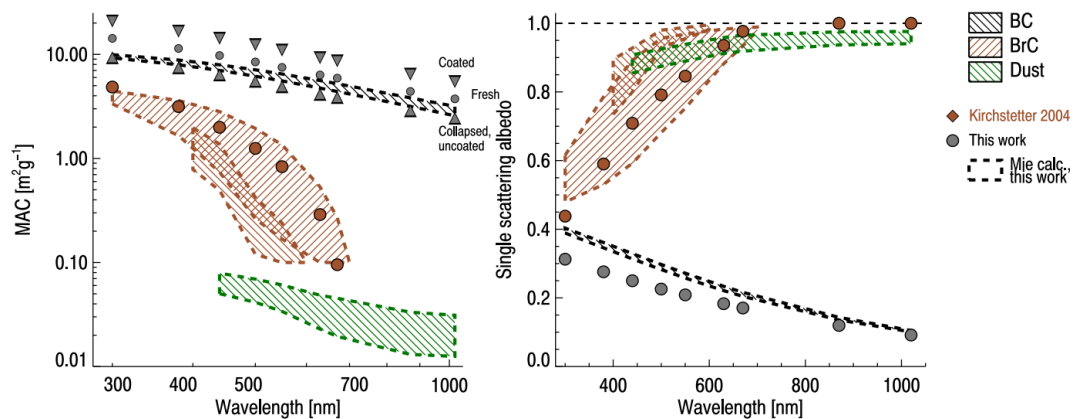 10.00
1.00
0.10
0.01
MAC [m²g⁻¹]
300 400 500 700 1000
Wavelength [nm]
Coated
Fresh
Collapsed,
uncoated
1.0
0.8
0.6
0.4
0.2
0.0
Single scattering albedo
400 600 800 1000
Wavelength [nm]
BC
BrC
Dust
Kirchstetter 2004
This work
Mie calc.,
this work